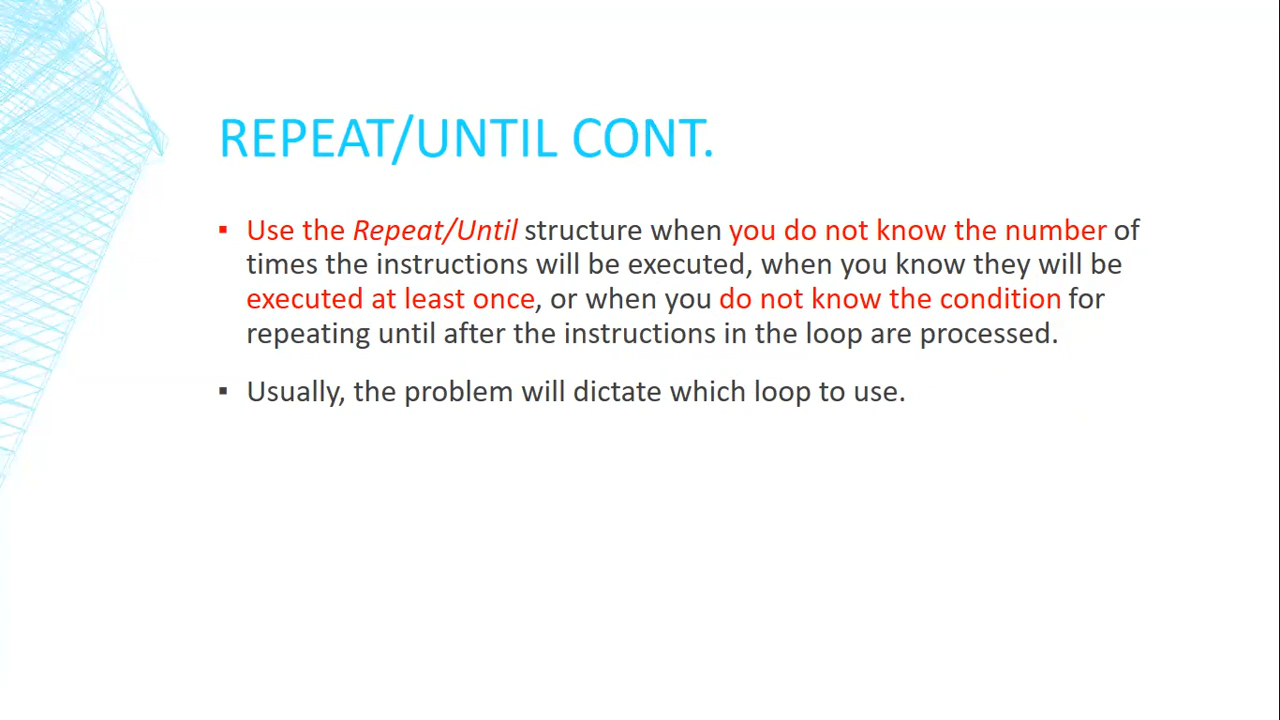 REPEAT/UNTIL CONT.
▪ Use the Repeat/Until structure when you do not know the number of
times the instructions will be executed, when you know they will be
executed at least once, or when you do not know the condition for
repeating until after the instructions in the loop are processed.
▪ Usually, the problem will dictate which loop to use.